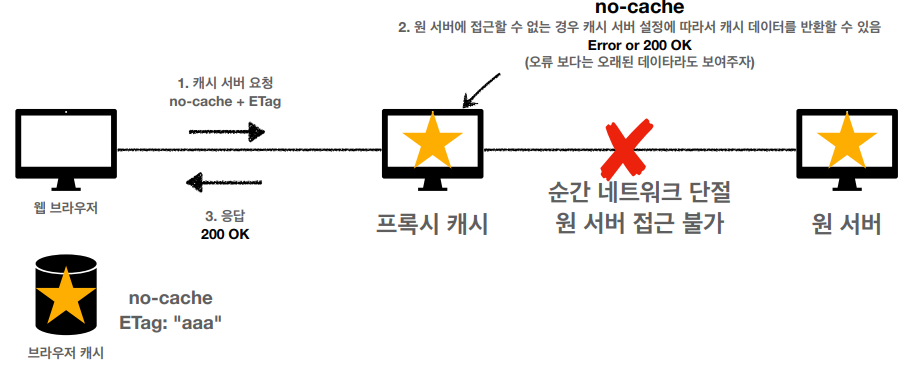 no-cache
2. 원 서버에 접근할 수 없는 경우 캐시 서버 설정에 따라서 캐시 데이터를 반환할 수 있음
Error or 200 OK
(오류 보다는 오래된 데이타라도 보여주자)
1. 캐시 서버 요청
no-cache + ETag
순간 네트워크 단절
원 서버 접근 불가
웹 브라우저
3. 응답
200 OK
프록시 캐시
원 서버
no-cache
ETag: "aaa"
브라우저 캐시